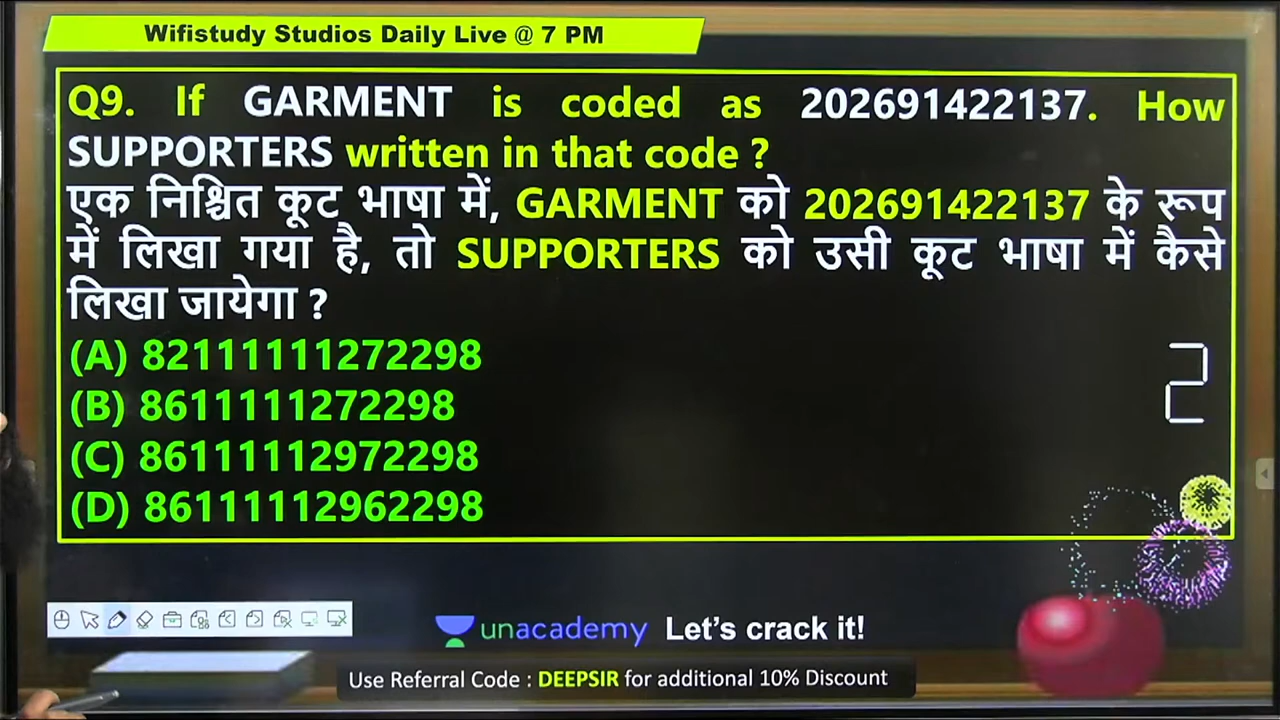 Wifistudy Studios Daily Live @ 7 PM
Q9. If GARMENT is coded as 202691422137. How
SUPPORTERS written in that code ?
एक निश्चित कूट भाषा में, GARMENT को 202691422137 के रूप
में लिखा गया है, तो SUPPORTERS को उसी कूट भाषा में कैसे
लिखा जायेगा ?
(A) 82111111272298
(B) 8611111272298
(C) 86111112972298
(D) 86111112962298
2
unacademy Let's crack it!
Use Referral Code : DEEPSIR for additional 10% Discount